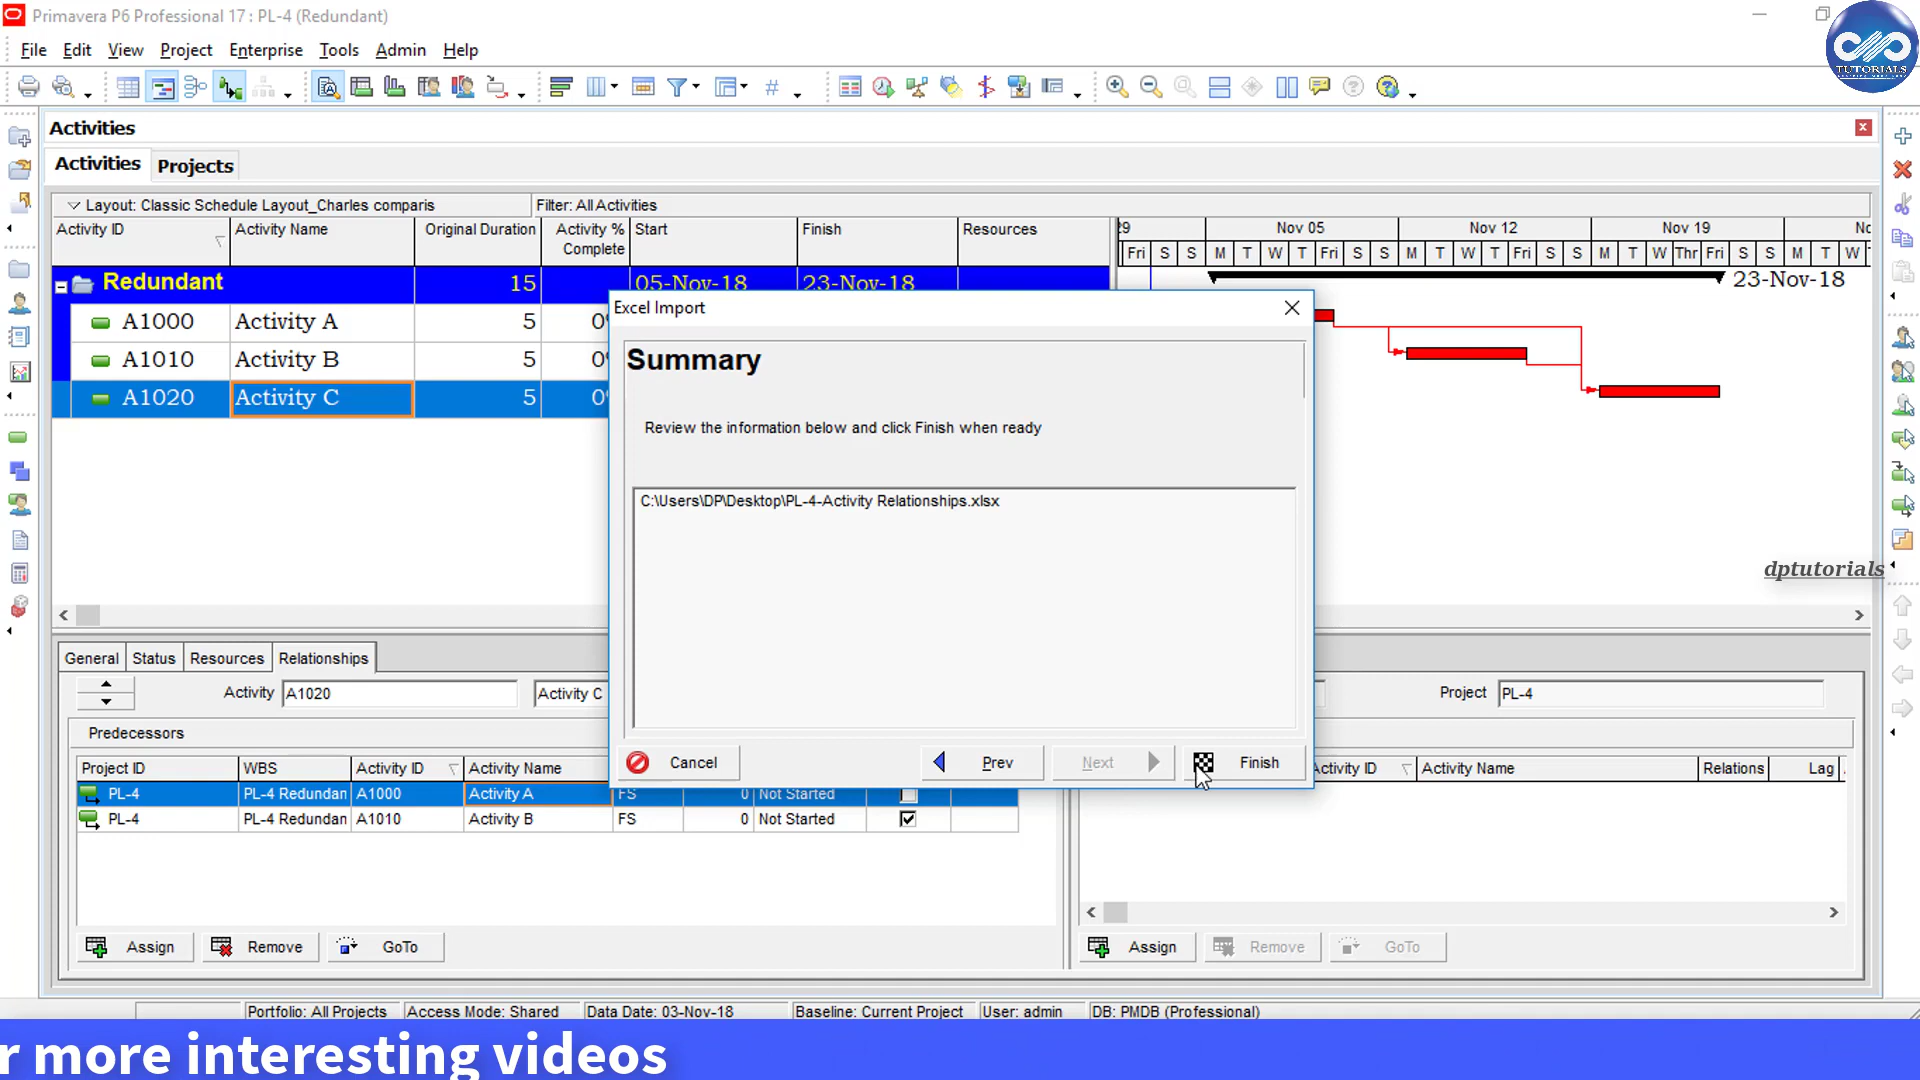 Primavera P6 Professional 17 : PL-4 (Redundant)
File Edit View Project Enterprise Tools Admin Help
TUTORIALS
Activities
Activities Projects
Layout: Classic Schedule Layout_Charles comparis Filter: All Activities
Activity ID Activity Name Original Duration Activity % Complete Start Finish Resources
29 Nov 05 Nov 12 Nov 19 No
Fri S S M T W T Fri S S M T W T Fri S S M T W Thr Fri S S M T W
Redundant 15 05-Nov-18 23-Nov-18
23-Nov-18
A1000 Activity A 5 0%
A1010 Activity B 5 0%
A1020 Activity C 5 0%
Excel Import
Summary
Review the information below and click Finish when ready
C:\Users\DP\Desktop\PL-4-Activity Relationships.xlsx
Cancel Prev Next Finish
dptutorials
General Status Resources Relationships
Activity A1020 Activity C Project PL-4
Predecessors
Project ID WBS Activity ID Activity Name
PL-4 PL-4 Redundan A1000 Activity A FS 0 Not Started
PL-4 PL-4 Redundan A1010 Activity B FS 0 Not Started
Activity ID Activity Name Relations Lag
Assign Remove GoTo
Assign Remove GoTo
Portfolio: All Projects Access Mode: Shared Data Date: 03-Nov-18 Baseline: Current Project User: admin DB: PMDB (Professional)
r more interesting videos